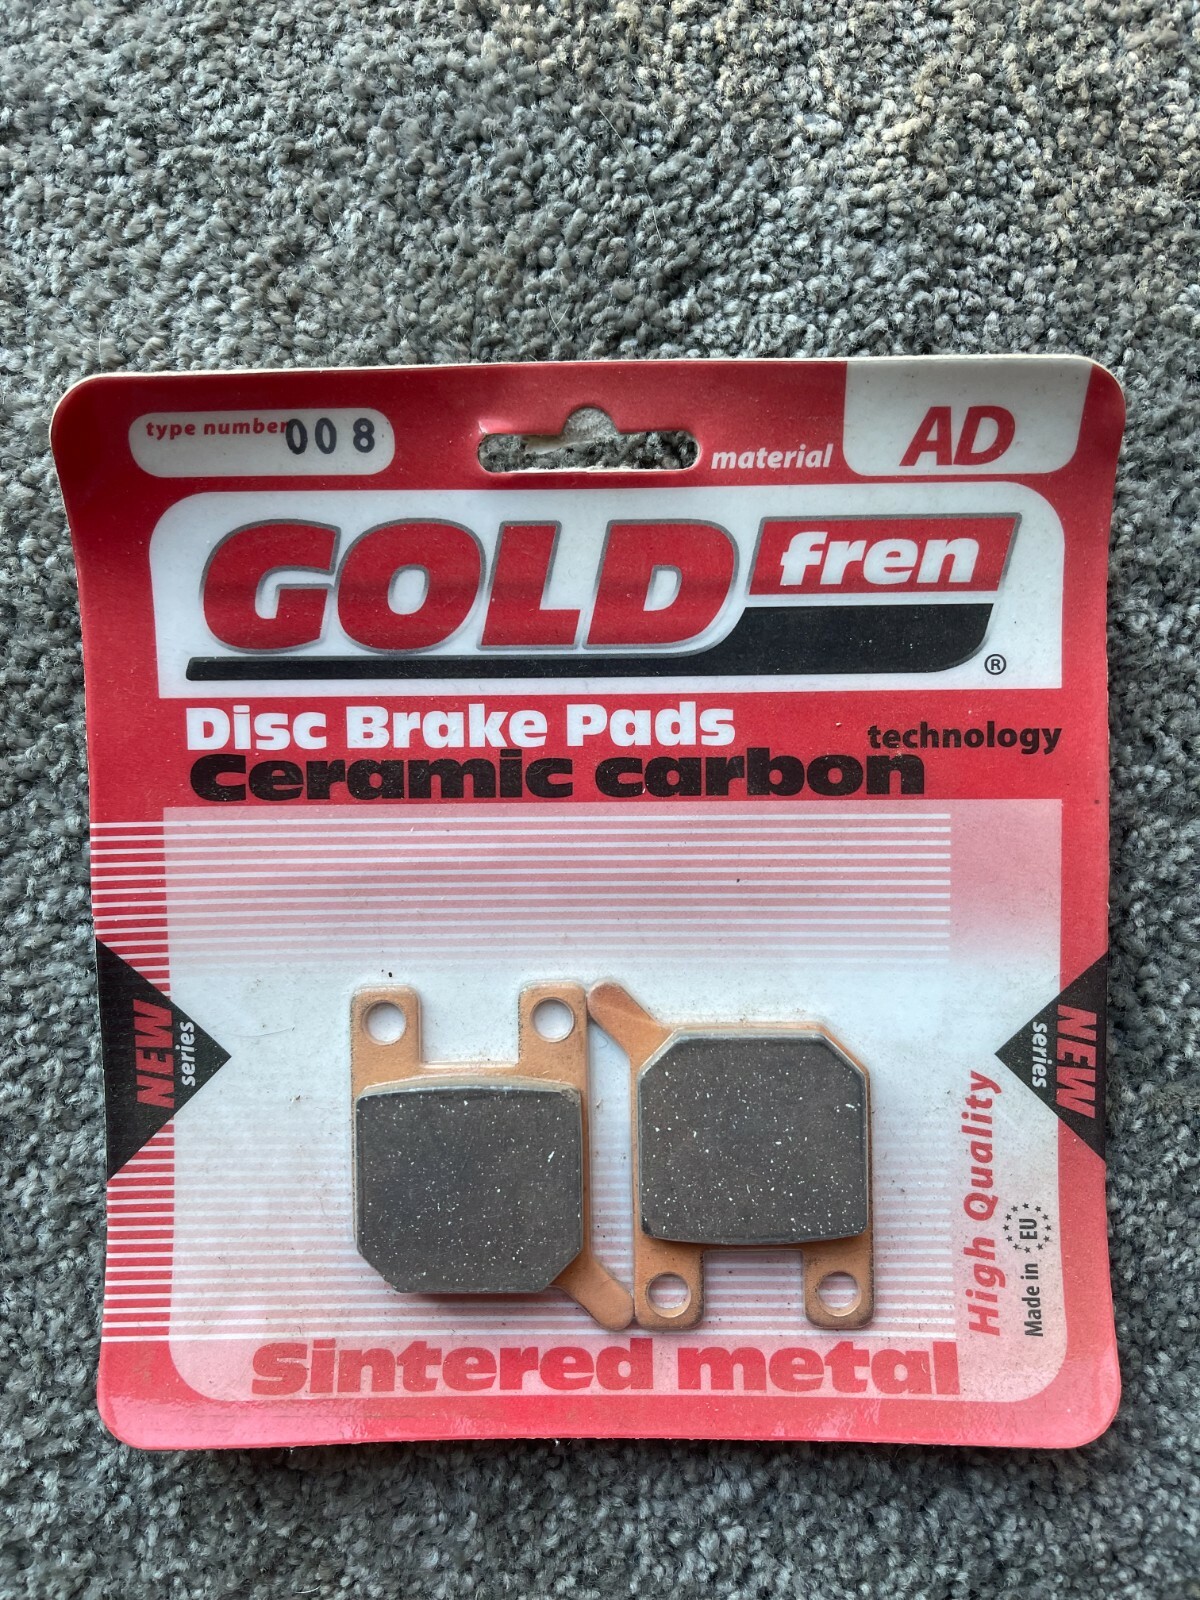 type number 008
material AD
GOLD fren ®
Disc Brake Pads
Ceramic carbon technology
NEW series
NEW series
High Quality
Made in EU
Sintered metal